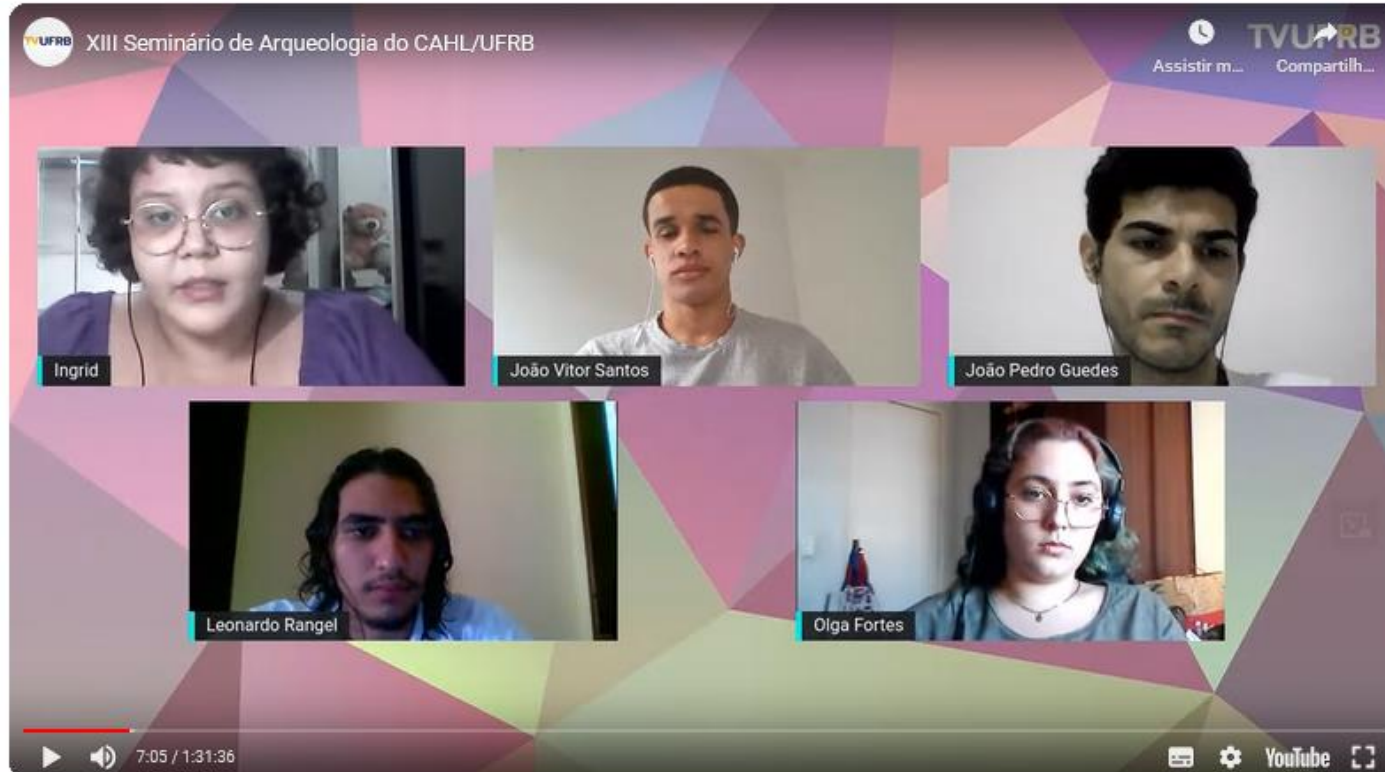 TVUFRB
XIII Seminário de Arqueologia do CAHL/UFRB
TVUFRB
Assistir m...
Compartilh...
Ingrid
João Vitor Santos
João Pedro Guedes
Leonardo Rangel
Olga Fortes
7:05 / 1:31:36
YouTube